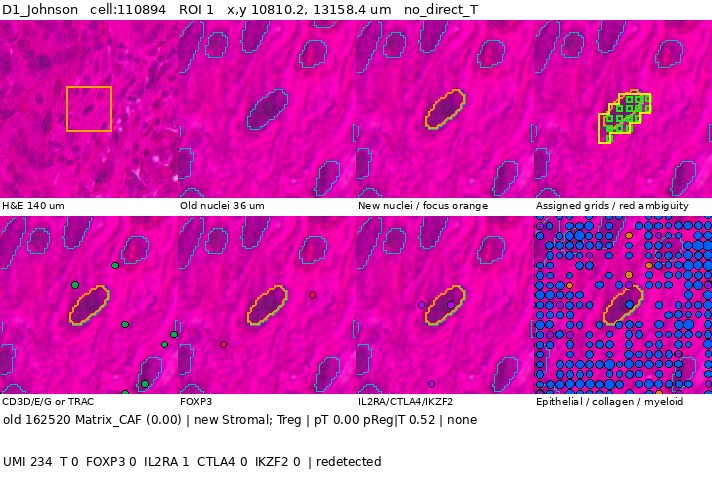 D1_Johnson cell:110894 ROI 1 x,y 10810.2, 13158.4 um no_direct_T
H&E 140 um
Old nuclei 36 um
New nuclei / focus orange
Assigned grids / red ambiguity
CD3D/E/G or TRAC
FOXP3
IL2RA/CTLA4/IKZF2
Epithelial / collagen / myeloid
old 162520 Matrix_CAF (0.00) | new Stromal; Treg | pT 0.00 pReg|T 0.52 | none
UMI 234 T 0 FOXP3 0 IL2RA 1 CTLA4 0 IKZF2 0 | redetected